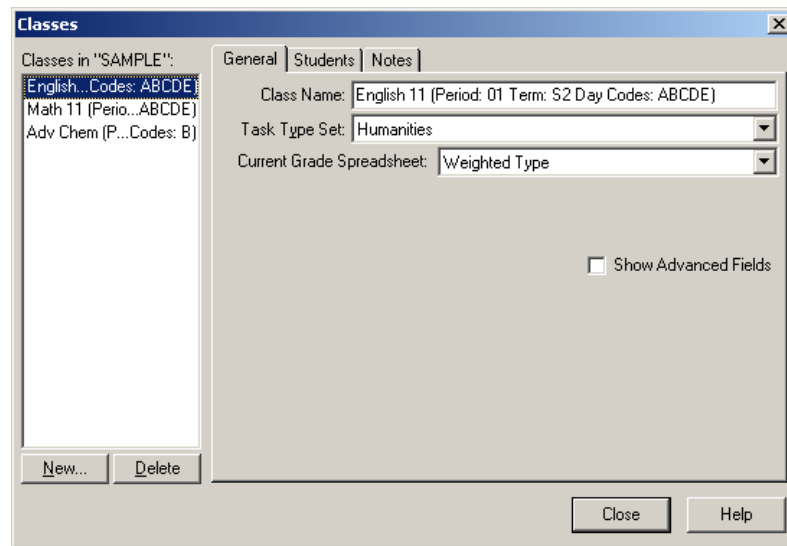 Classes
Classes in "SAMPLE":
English...Codes: ABCDE)
Math 11 (Perio...ABCDE)
Adv Chem (P...Codes: B)
New...
Delete
General
Students
Notes
Class Name: English 11 (Period: 01 Term: S2 Day Codes: ABCDE)
Task Type Set: Humanities
Current Grade Spreadsheet: Weighted Type
Show Advanced Fields
Close
Help